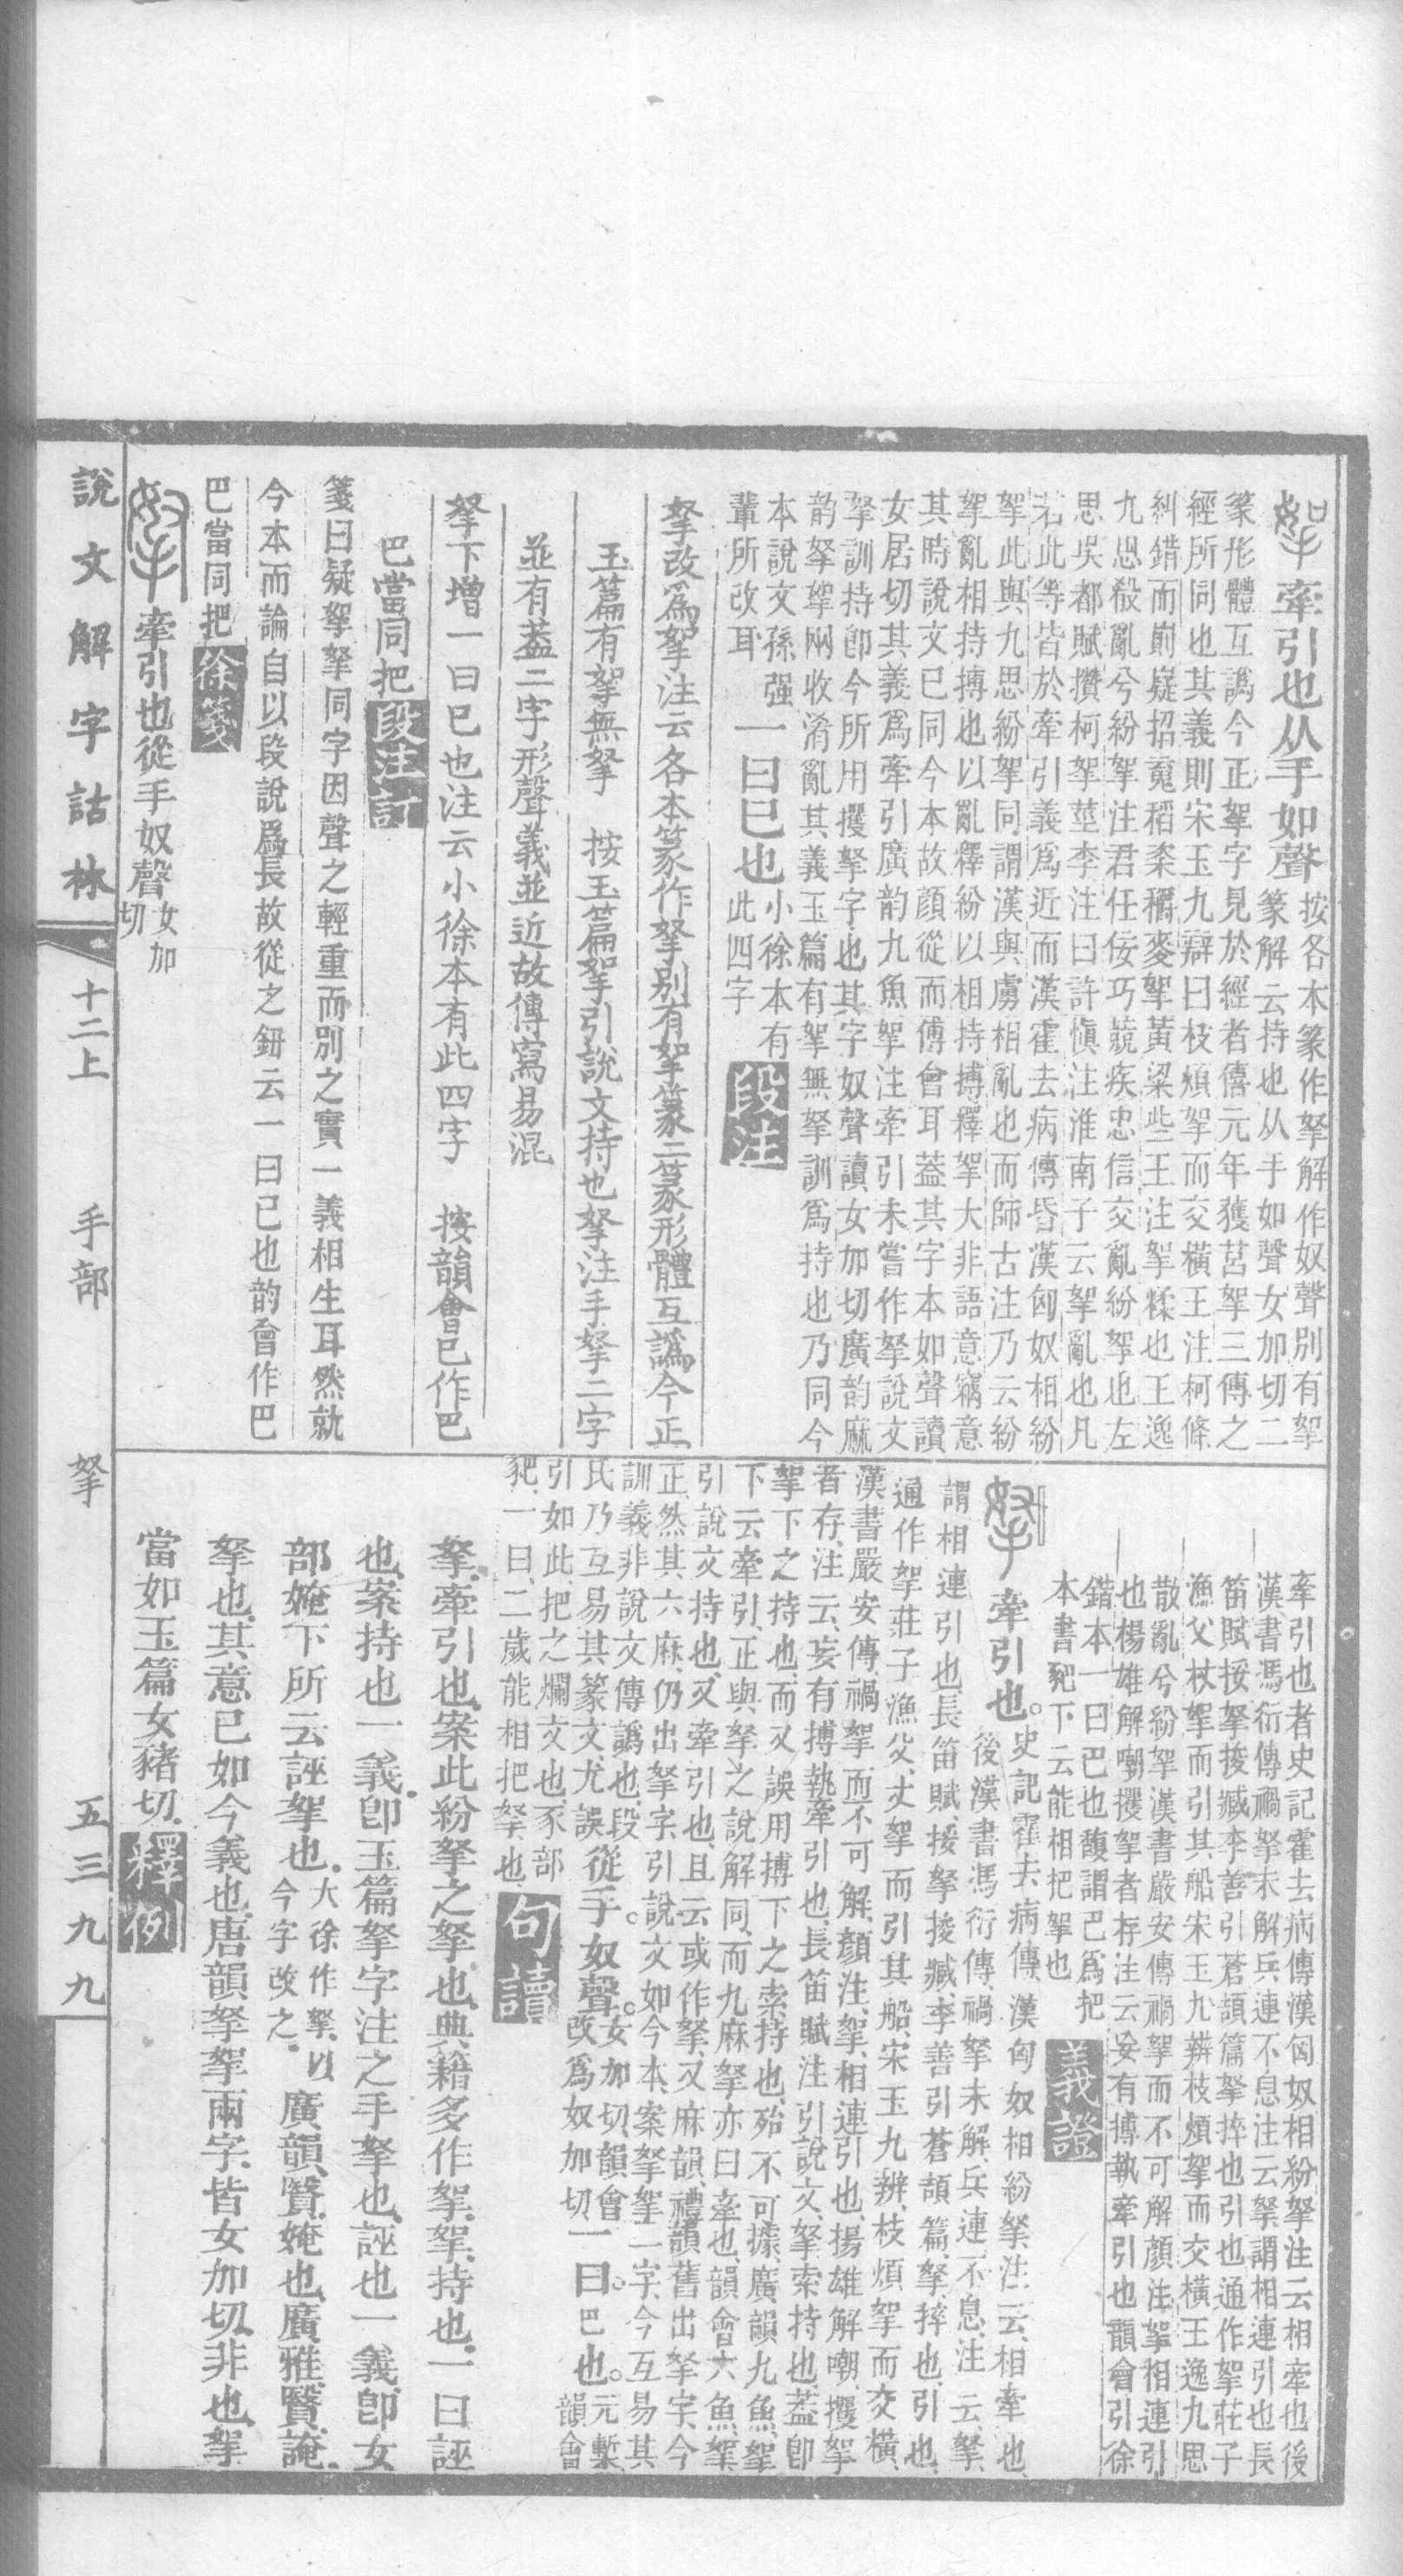 牽引也从手如聲
按各本篆作拏解作奴聲別有挐
篆解云持也从手如聲女加切二
篆形體互譌今正挐字見於經者僖元年獲莒挐三傳之
經所同也其義則宋玉九辯曰枝煩挐而交橫王注柯條
糾錯而崱嶷招䰟稻粢穱麥挐黃梁些王注挐糅也王逸
九思殽亂兮紛挐注君任佞巧競疾忠信交亂紛挐也左
思吳都賦攢柯挐莖李注曰許愼注淮南子云挐亂也凡
若此等皆於牽引義爲近而漢霍去病傳昏漢匈奴相紛
挐此與九思紛挐同謂漢與虜相亂也而師古注乃云紛
挐亂相持搏也以亂釋紛以相持搏釋挐大非語意竊意
其時說文已同今本故顏從而傅會耳葢其字本如聲讀
女居切其義爲牽引廣韵九魚挐注牽引未嘗作拏說文
拏訓持卽今所用攫拏字也其字奴聲讀女加切廣韵麻
韵拏挐兩收淆亂其義玉篇有挐無拏訓爲持也乃同今
本說文孫强
輩所改耳
一曰巳也
小徐本有
此四字
段注
拏改爲挐注云各本篆作拏別有挐篆二篆形體互譌今正
玉篇有挐無拏　按玉篇挐引說文持也拏注手拏二字
並有葢二字形聲義並近故傳寫易混
拏下增一曰巳也注云小徐本有此四字　按韻會巳作巴
巴當同把
段注訂
箋曰疑挐拏同字因聲之輕重而別之實一義相生耳然就
今本而論自以段說爲長故從之鈕云一曰已也韵會作巴
巴當同把
徐箋
牽引也從手奴聲
女加
切
牽引也者史記霍去病傳漢匈奴相紛拏注云相牽也後
漢書馮衍傳禍拏未解兵連不息注云拏謂相連引也長
笛賦挼拏捘臧李善引蒼頡篇拏捽也引也通作挐莊子
漁父杖挐而引其船宋玉九辨枝煩挐而交橫王逸九思
散亂兮紛挐漢書嚴安傳禍挐而不可解顏注挐相連引
也楊雄解嘲攫挐者存注云妄有搏執牽引也韻會引徐
鍇本一曰巴也馥謂巴爲把
本書䝑下云能相把挐也
義證
牽引也。
史記霍去病傳漢匈奴相紛拏注云、相牽也、
後漢書馮衍傳、禍拏未解、兵連不息、注云、拏、
謂相連引也、長笛賦、挼拏捘臧、李善引蒼頡篇、拏、捽也、引也、
通作挐、莊子漁父、丈挐而引其船、宋玉九辨、枝煩挐而交橫、
漢書嚴安傳、禍挐、而不可解、顏注、挐、相連引也、揚雄解嘲、攫挐
者存、注云、妄有搏執牽引也、長笛賦注引說文、拏、索持也、葢卽
挐下之持也、而又誤用搏下之索持也、殆不可據、廣韻九魚、挐
下云牽引、正與拏之說解同、而九麻拏亦曰牽也、韻會六魚、挐、
引說文持也、又牽引也、且云或作拏、又麻韻、禮韻舊出拏字、今
正、然其六麻、仍出拏字、引說文如今本、案拏挐二字、今互易其
訓義、非說文傳譌也、段
氏乃互易其篆文、尤誤
從手。奴聲。
女加切、韻會
改爲奴加切
一曰。巴也。
元槧
韻會
引如此、把之爛文也、豕部
䝑、一曰、二歲能相把拏、也、
句讀
拏、牽引也、案此紛拏之拏也、典籍多作挐、挐、持也、一曰誣
也、案持也一義、卽玉篇拏字注之手拏也、誣也一義、卽女
部㛪下所云誣挐也、
大徐作拏、以
今字改之、
廣韻、䝨、㛪也、廣雅、䝨、䛳、
拏也、其意已如今義也、唐韻拏挐兩字、皆女加切、非也、挐
當如玉篇女豬切、
釋例
說文解字詁林
十二上
手部
拏
五三九九